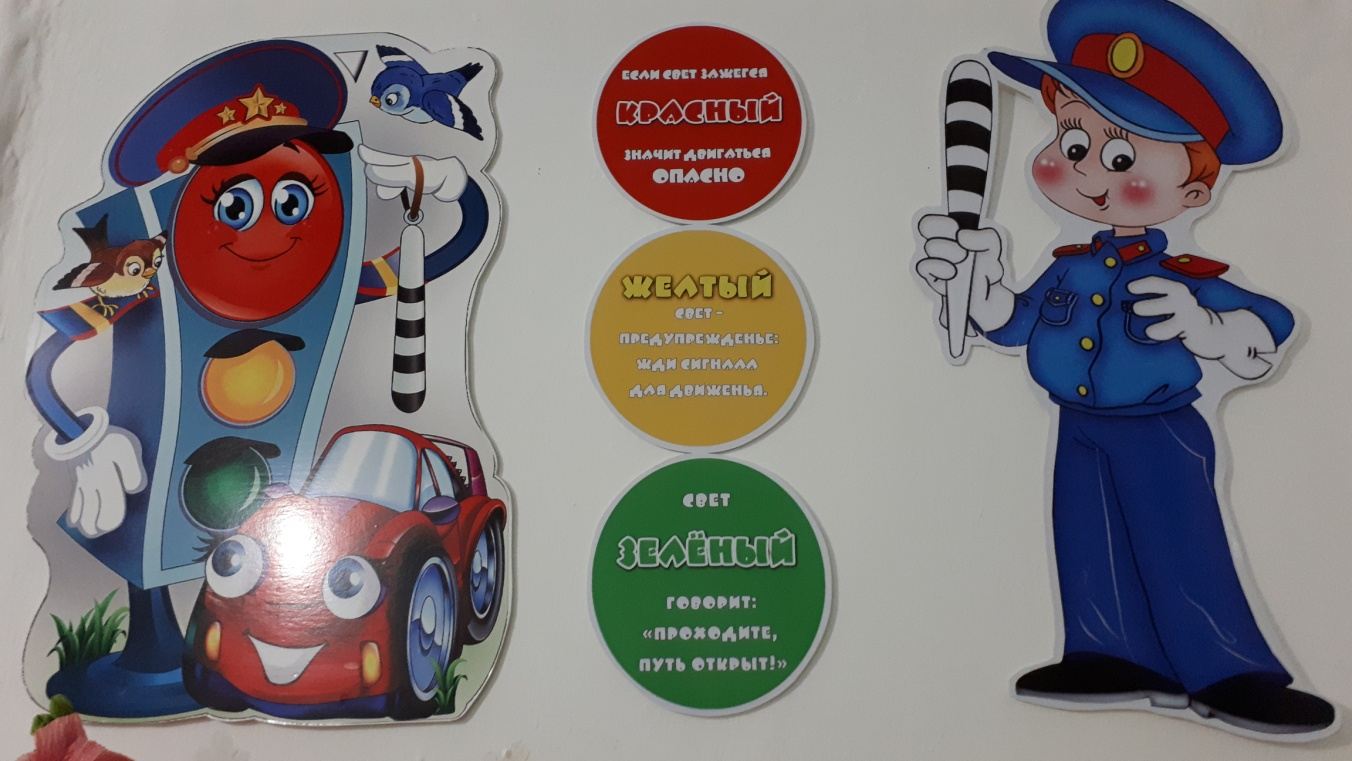 ЕСЛИ СВЕТ ЗАЖЕГСЯ
КРАСНЫЙ
ЗНАЧИТ ДВИГАТЬСЯ
ОПАСНО
ЖЕЛТЫЙ
СВЕТ -
ПРЕДУПРЕЖДЕНЬЕ:
ЖДИ СИГНАЛА
ДЛЯ ДВИЖЕНЬЯ.
СВЕТ
ЗЕЛЁНЫЙ
ГОВОРИТ:
«ПРОХОДИТЕ,
ПУТЬ ОТКРЫТ!»